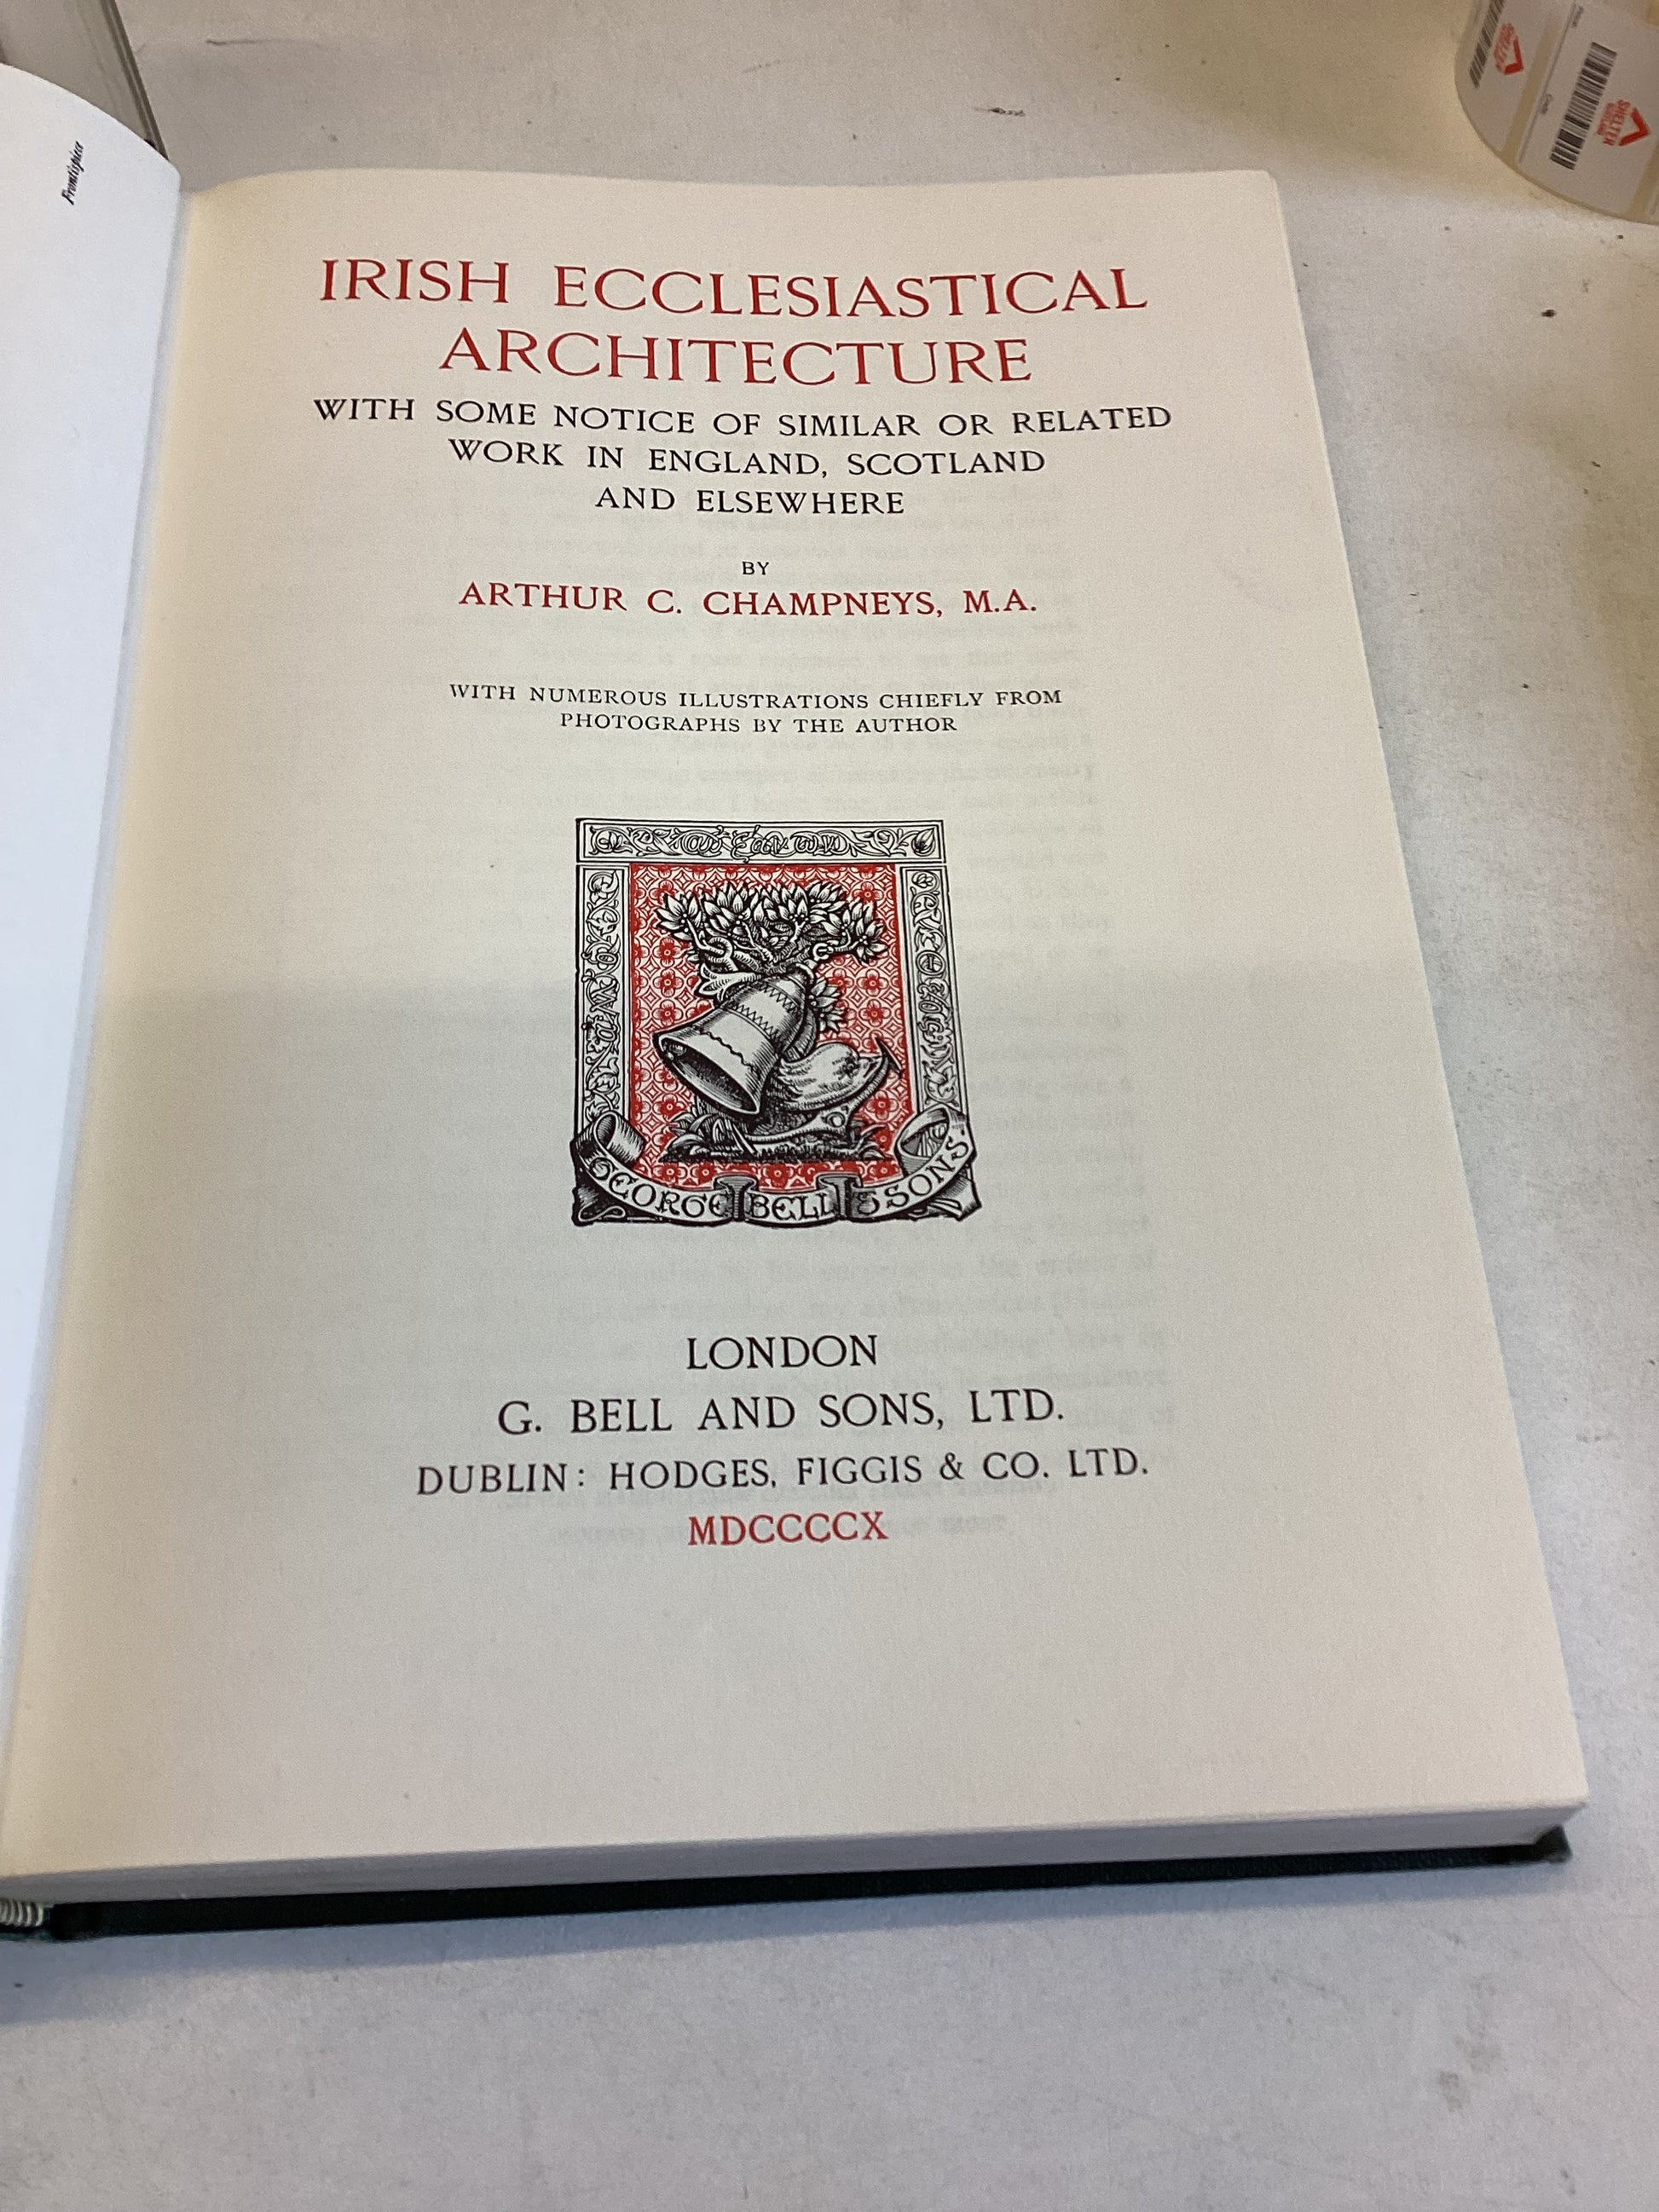 Frontispiece
IRISH ECCLESIASTICAL
ARCHITECTURE
WITH SOME NOTICE OF SIMILAR OR RELATED
WORK IN ENGLAND, SCOTLAND
AND ELSEWHERE
BY
ARTHUR C. CHAMPNEYS, M.A.
WITH NUMEROUS ILLUSTRATIONS CHIEFLY FROM
PHOTOGRAPHS BY THE AUTHOR
GEORGE BELL & SONS
LONDON
G. BELL AND SONS, LTD.
DUBLIN: HODGES, FIGGIS & CO. LTD.
MDCCCCX
SHELTER